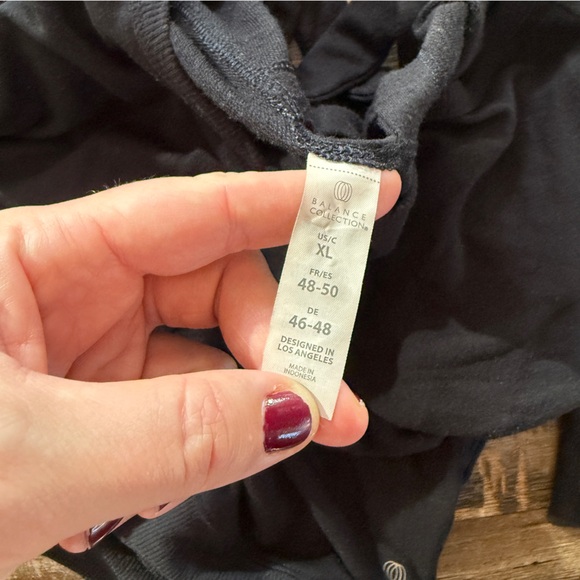 BALANCE
COLLECTION®
US/C
XL
FR/ES
48-50
DE
46-48
DESIGNED IN
LOS ANGELES
MADE IN
INDONESIA